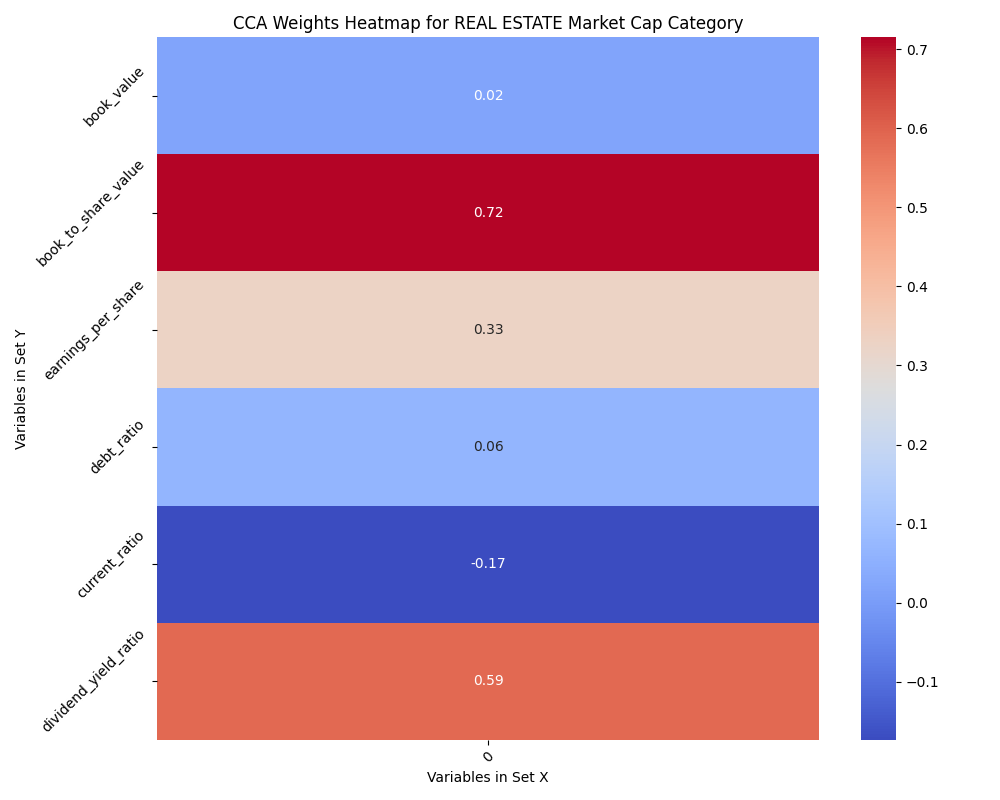 CCA Weights Heatmap for REAL ESTATE Market Cap Category
book_value
0.02
book_to_share_value
0.72
earnings_per_share
0.33
debt_ratio
0.06
current_ratio
-0.17
dividend_yield_ratio
0.59
Variables in Set Y
0
Variables in Set X
0.7
0.6
0.5
0.4
0.3
0.2
0.1
0.0
−0.1